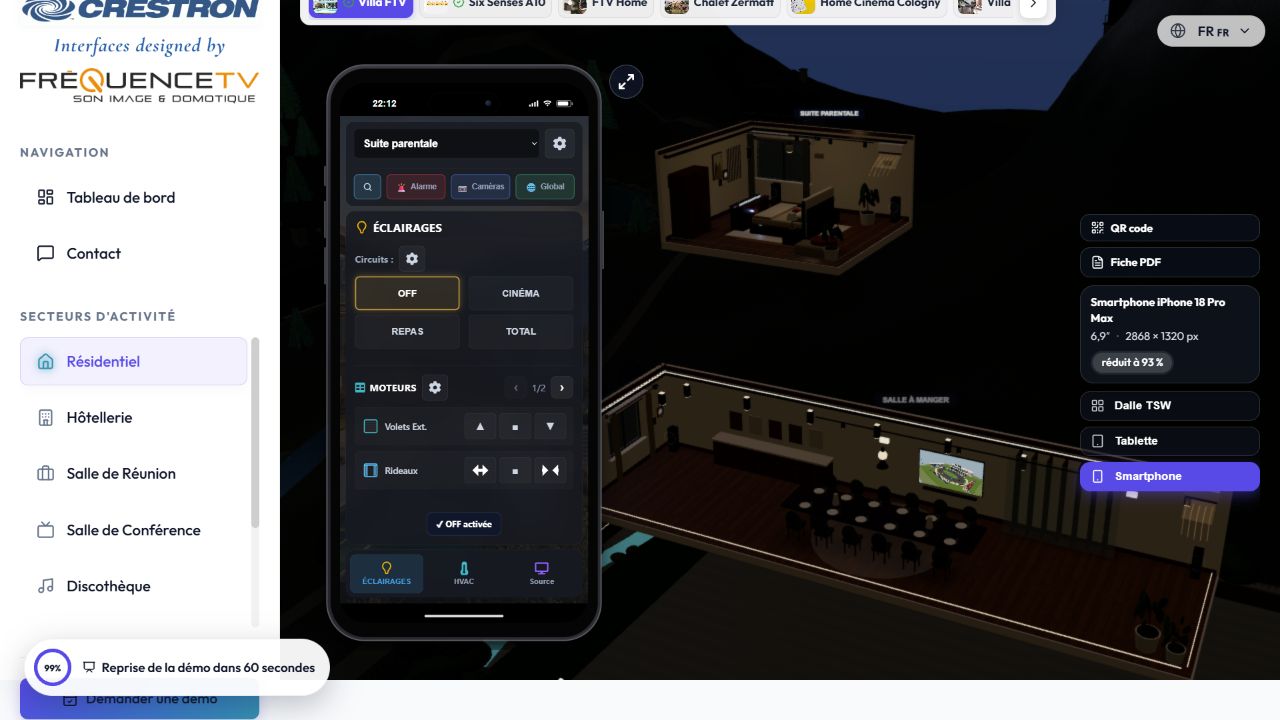 CRESTRON
Interfaces designed by
FRÉQUENCETV
SON IMAGE & DOMOTIQUE
NAVIGATION
Tableau de bord
Contact
SECTEURS D'ACTIVITÉ
Résidentiel
Hôtellerie
Salle de Réunion
Salle de Conférence
Discothèque
99%
Reprise de la démo dans 60 secondes
Demander une démo
Villa FTV
Six Senses A10
FTV Home
Chalet Zermatt
Home Cinema Cologny
Villa
FR FR
22:12
Suite parentale
Alarme
Caméras
Global
ÉCLAIRAGES
Circuits :
OFF
CINÉMA
REPAS
TOTAL
MOTEURS
1/2
Volets Ext.
Rideaux
✓ OFF activée
ÉCLAIRAGES
HVAC
Source
SUITE PARENTALE
SALLE À MANGER
QR code
Fiche PDF
Smartphone iPhone 18 Pro
Max
6,9″ · 2868 × 1320 px
réduit à 93 %
Dalle TSW
Tablette
Smartphone